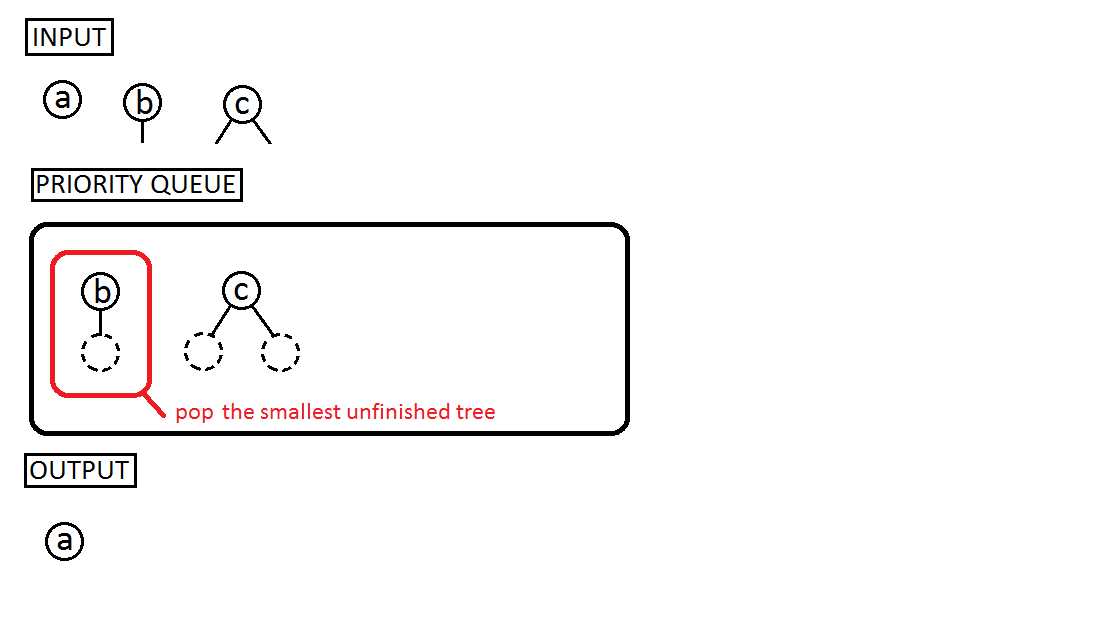 INPUT
a b c
PRIORITY QUEUE
b c
pop the smallest unfinished tree
OUTPUT
a